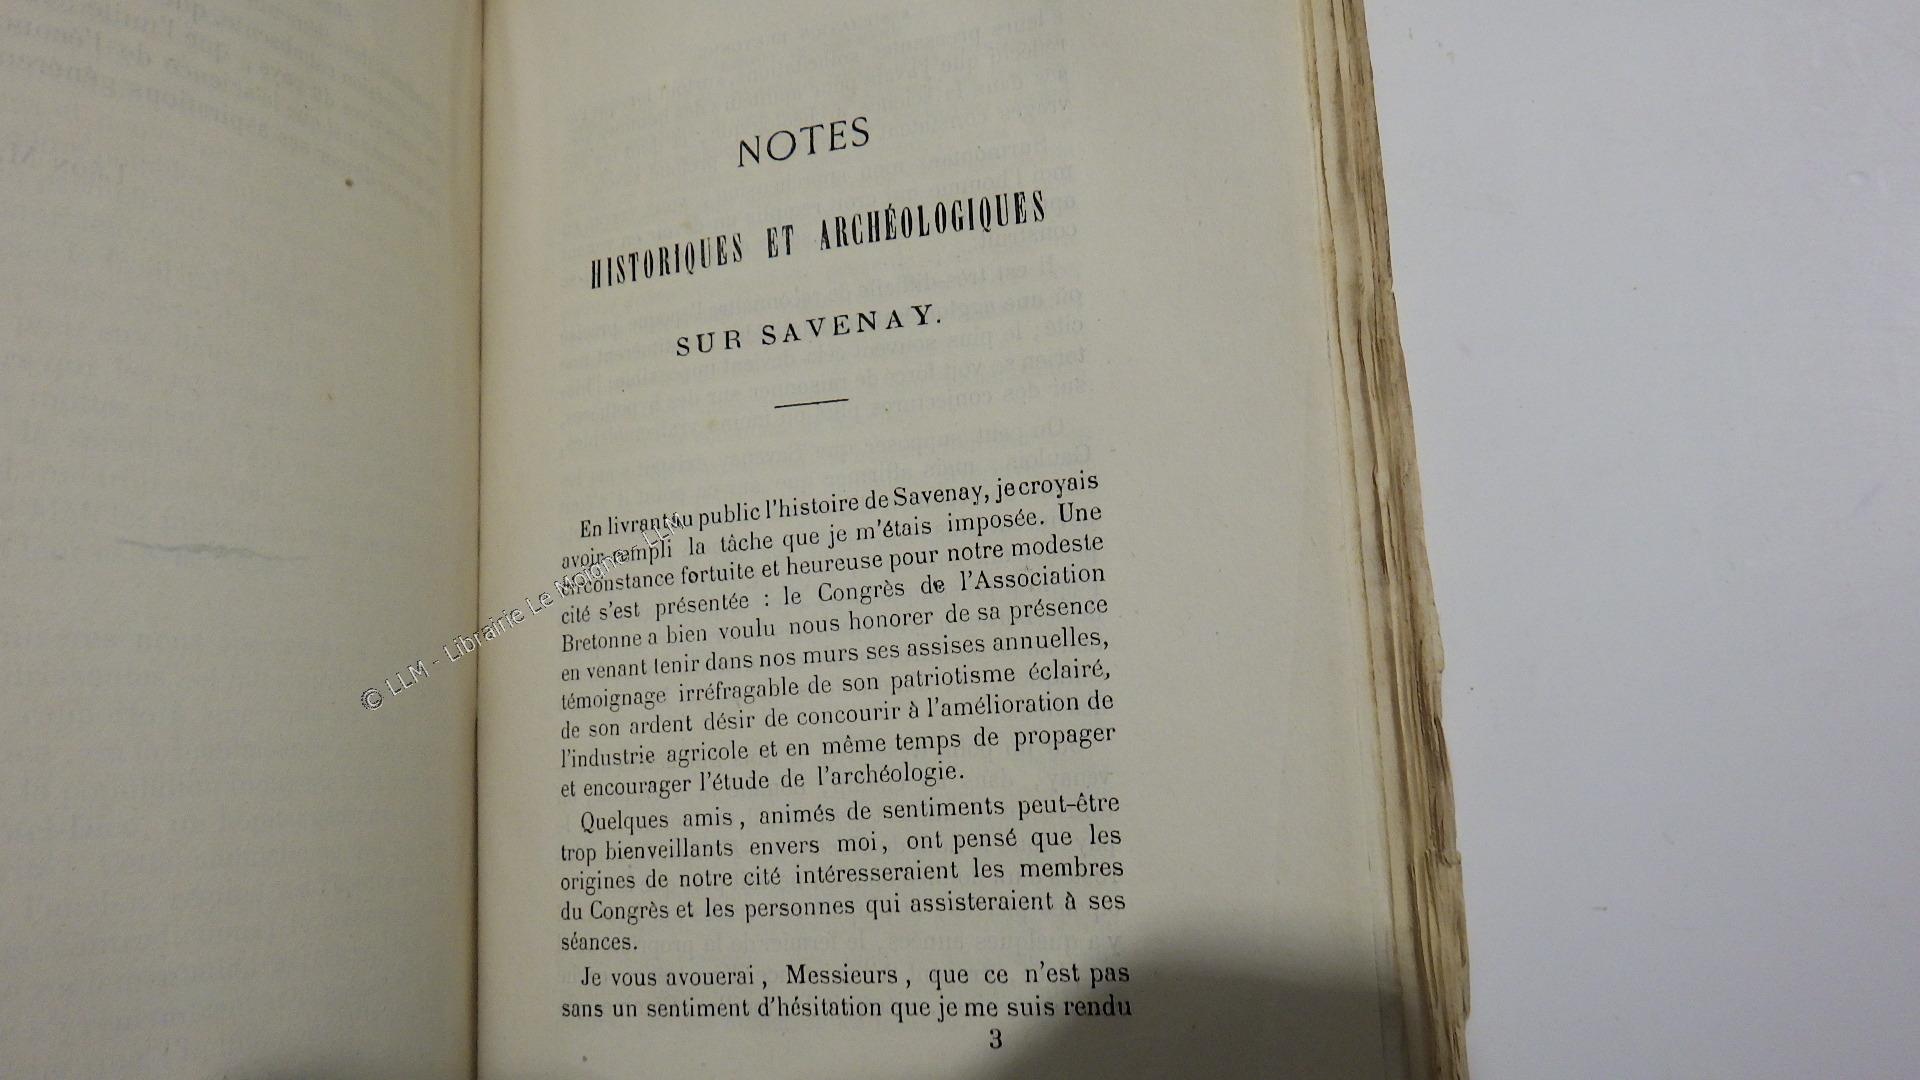 NOTES
HISTORIQUES ET ARCHÉOLOGIQUES
SUR SAVENAY.
En livrant au public l'histoire de Savenay, je croyais
avoir rempli la tâche que je m'étais imposée. Une
circonstance fortuite et heureuse pour notre modeste
cité s'est présentée : le Congrès de l'Association
Bretonne a bien voulu nous honorer de sa présence
en venant tenir dans nos murs ses assises annuelles,
témoignage irréfragable de son patriotisme éclairé,
de son ardent désir de concourir à l'amélioration de
l'industrie agricole et en même temps de propager
et encourager l'étude de l'archéologie.
Quelques amis, animés de sentiments peut-être
trop bienveillants envers moi, ont pensé que les
origines de notre cité intéresseraient les membres
du Congrès et les personnes qui assisteraient à ses
séances.
Je vous avouerai, Messieurs, que ce n'est pas
sans un sentiment d'hésitation que je me suis rendu
3
© LLM - Librairie Le Moigne - LLM